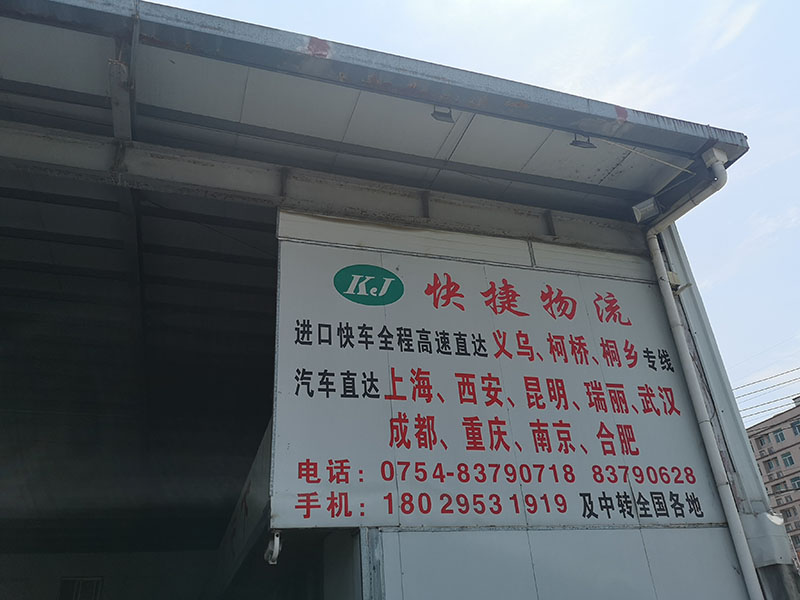 KJ 快捷物流
进口快车全程高速直达义乌、柯桥、桐乡专线
汽车直达上海、西安、昆明、瑞丽、武汉
成都、重庆、南京、合肥
电话：0754-83790718 83790628
手机：18029531919 及中转全国各地